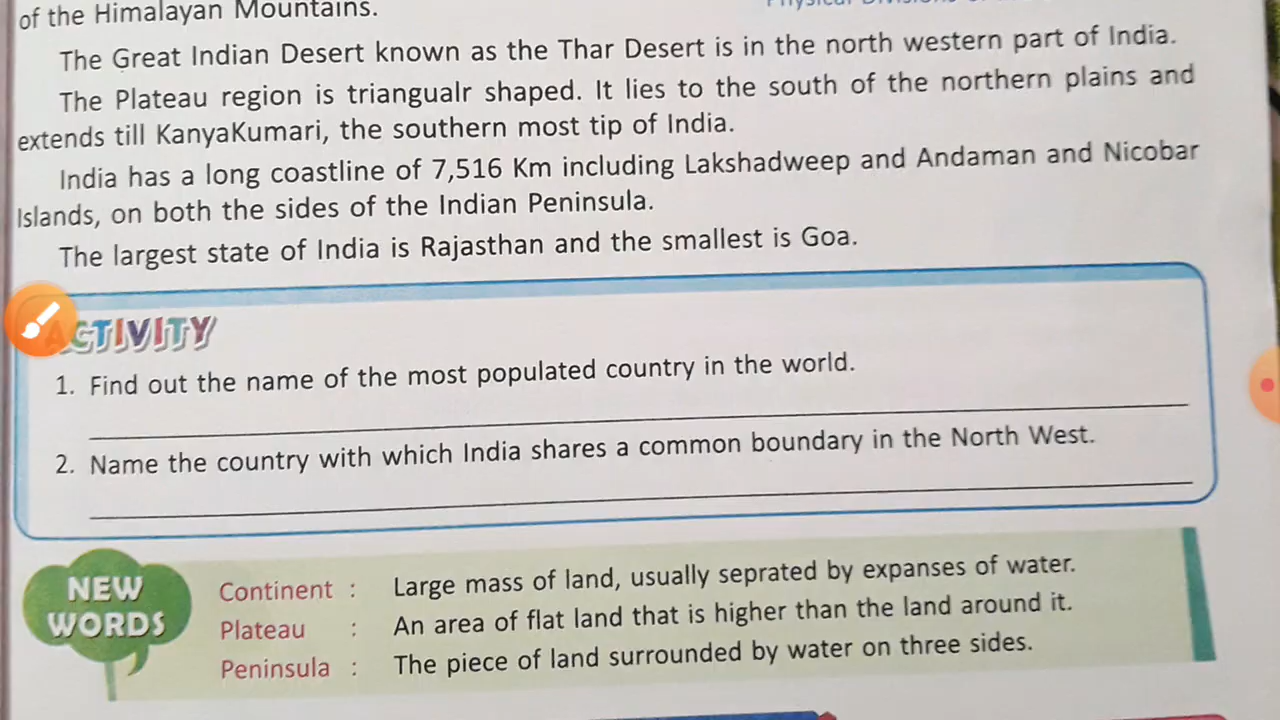 of the Himalayan Mountains.
The Great Indian Desert known as the Thar Desert is in the north western part of India.
The Plateau region is triangualr shaped. It lies to the south of the northern plains and
extends till KanyaKumari, the southern most tip of India.
India has a long coastline of 7,516 Km including Lakshadweep and Andaman and Nicobar
Islands, on both the sides of the Indian Peninsula.
The largest state of India is Rajasthan and the smallest is Goa.
ACTIVITY
1. Find out the name of the most populated country in the world.
2. Name the country with which India shares a common boundary in the North West.
NEW
WORDS
Continent : Large mass of land, usually seprated by expanses of water.
Plateau : An area of flat land that is higher than the land around it.
Peninsula : The piece of land surrounded by water on three sides.